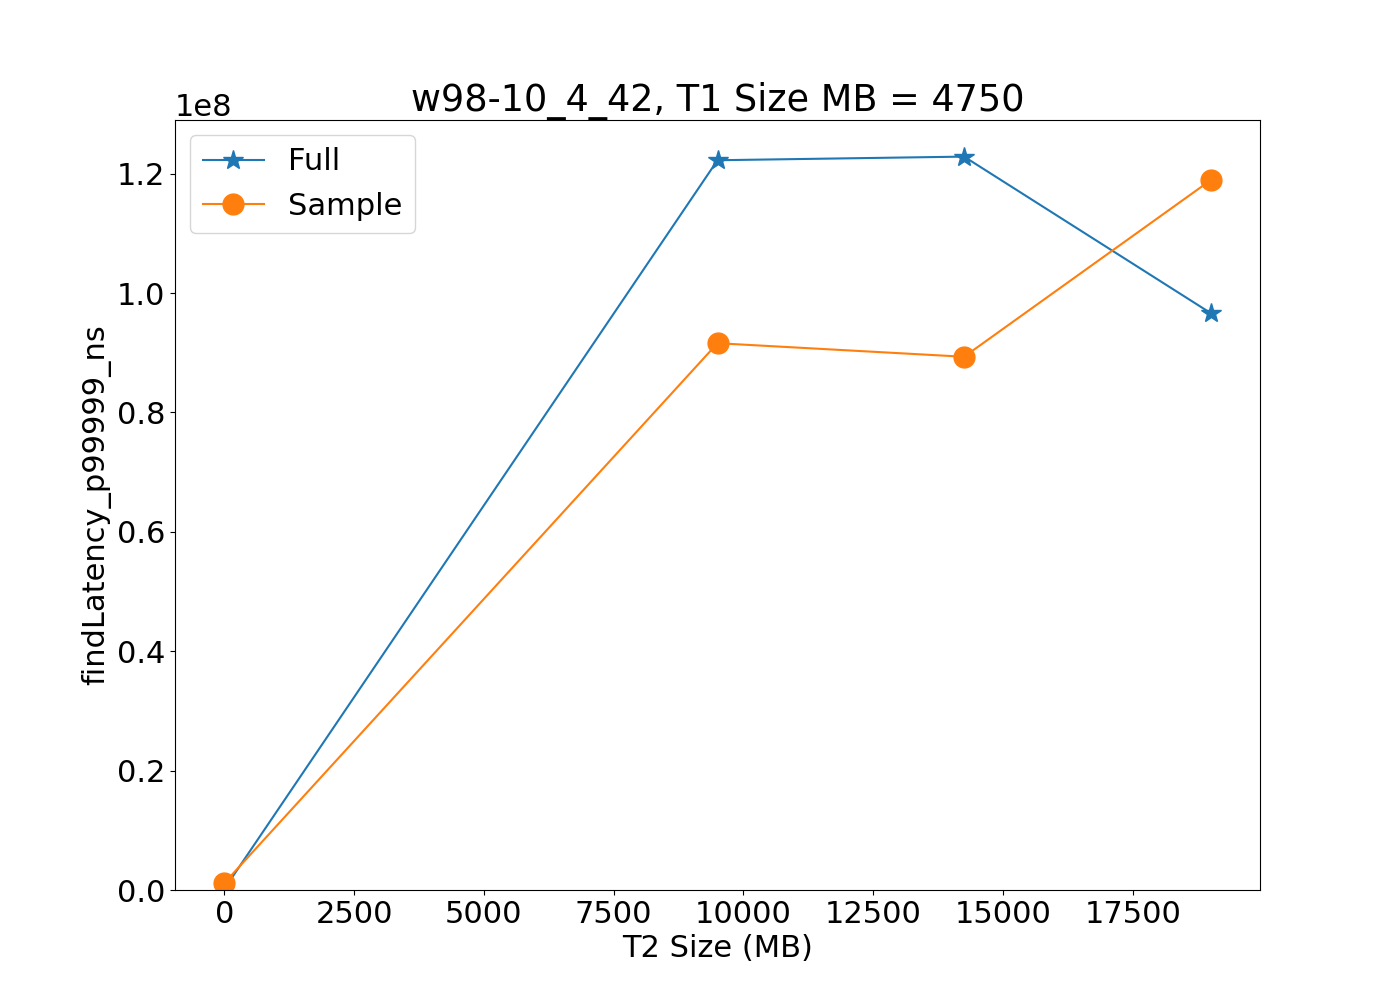 w98-10_4_42, T1 Size MB = 4750
1e8
Full
Sample
1.2
1.0
0.8
0.6
0.4
0.2
0.0
findLatency_p99999_ns
0 2500 5000 7500 10000 12500 15000 17500
T2 Size (MB)